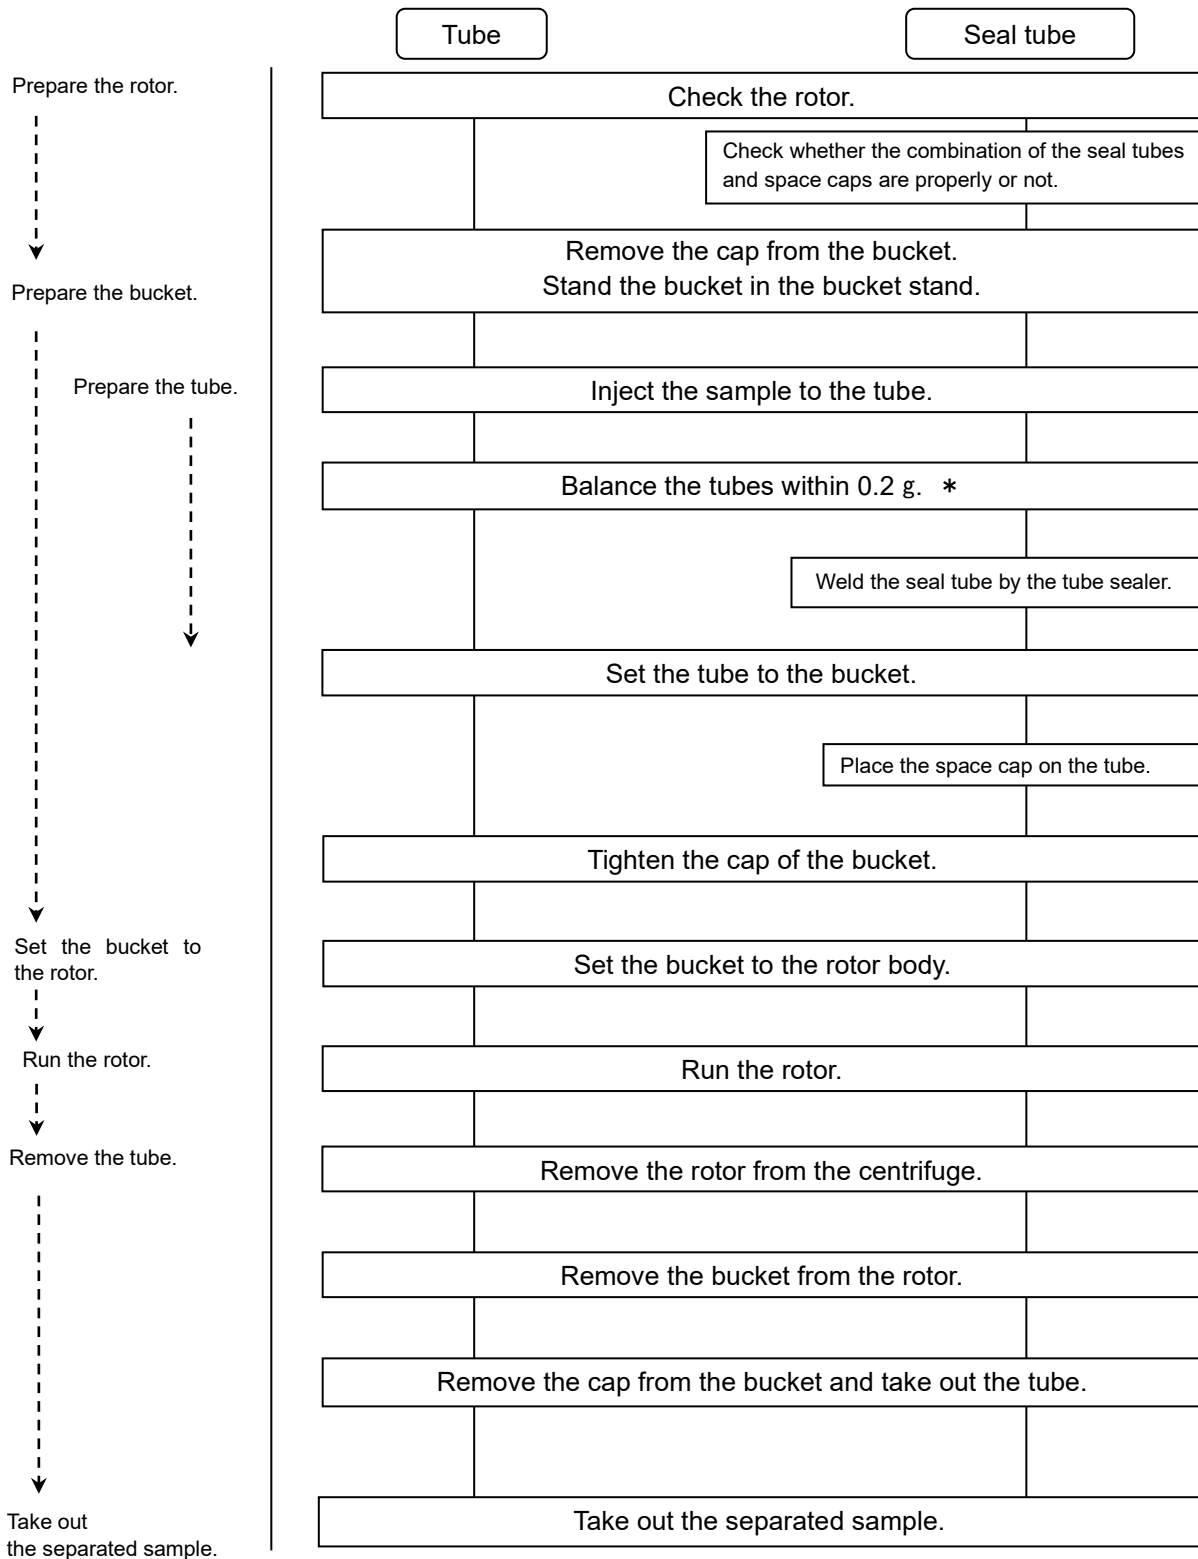 Tube
Seal tube
Prepare the rotor.
Check the rotor.
Check whether the combination of the seal tubes
and space caps are properly or not.
Remove the cap from the bucket.
Stand the bucket in the bucket stand.
Prepare the bucket.
Prepare the tube.
Inject the sample to the tube.
Balance the tubes within 0.2 g. *
Weld the seal tube by the tube sealer.
Set the tube to the bucket.
Place the space cap on the tube.
Tighten the cap of the bucket.
Set the bucket to
the rotor.
Set the bucket to the rotor body.
Run the rotor.
Run the rotor.
Remove the tube.
Remove the rotor from the centrifuge.
Remove the bucket from the rotor.
Remove the cap from the bucket and take out the tube.
Take out
the separated sample.
Take out the separated sample.